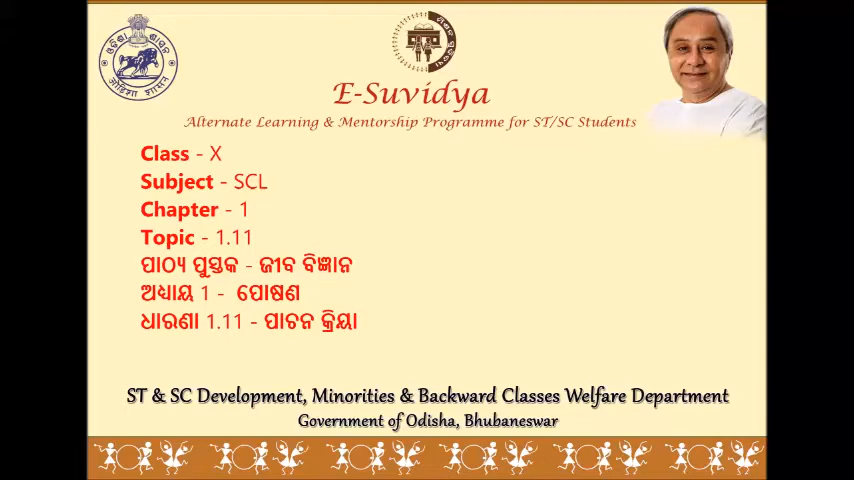 E-Suvidya
Alternate Learning & Mentorship Programme for ST/SC Students
Class - X
Subject - SCL
Chapter - 1
Topic - 1.11
ପାଠ୍ୟ ପୁସ୍ତକ - ଜୀବ ବିଜ୍ଞାନ
ଅଧ୍ୟାୟ 1 - ପୋଷଣ
ଧାରଣା 1.11 - ପାଚନ କ୍ରିୟା
ST & SC Development, Minorities & Backward Classes Welfare Department
Government of Odisha, Bhubaneswar